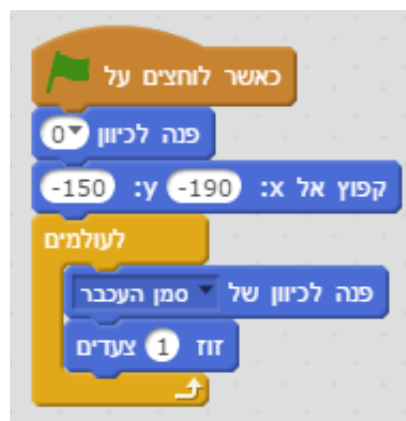 כאשר לוחצים על
פנה לכיוון 0
קפוץ אל x: -190 y: -150
לעולמים
פנה לכיוון של סמן העכבר
זוז 1 צעדים